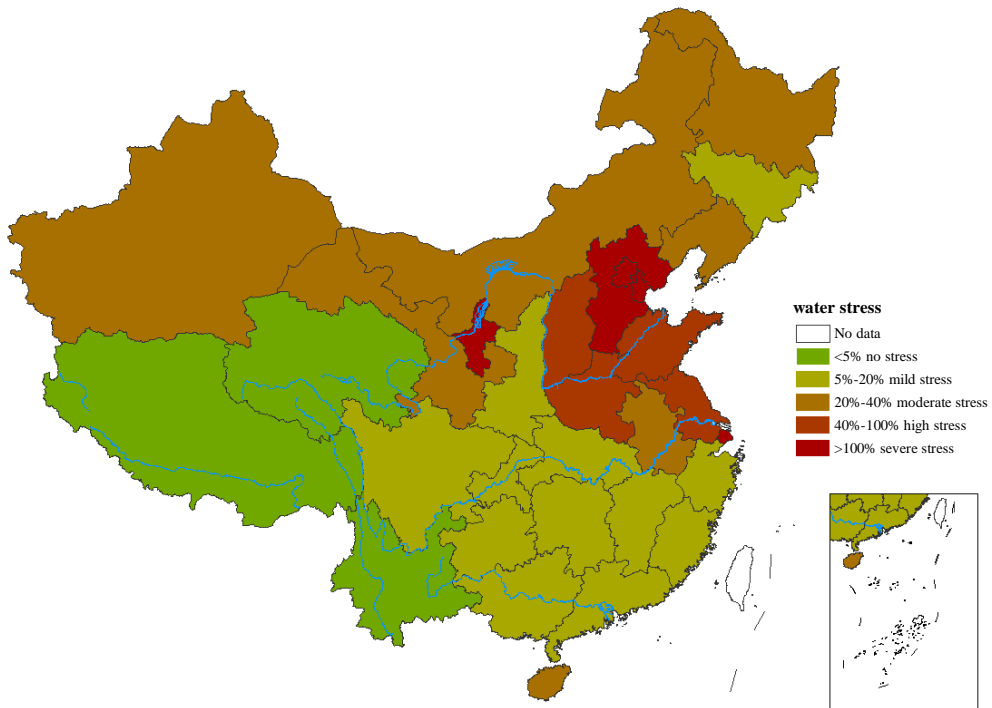 water stress
No data
<5% no stress
5%-20% mild stress
20%-40% moderate stress
40%-100% high stress
>100% severe stress